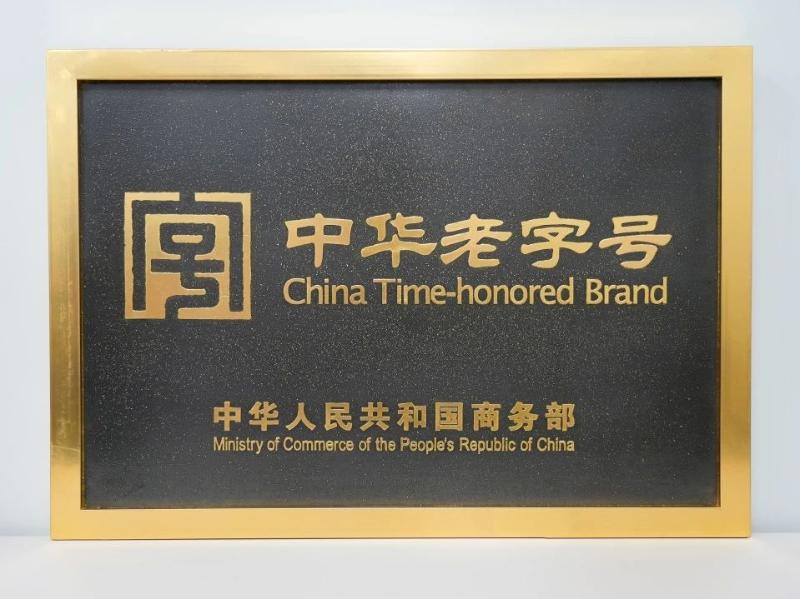 号
中华老字号
China Time-honored Brand
中华人民共和国商务部
Ministry of Commerce of the People's Republic of China